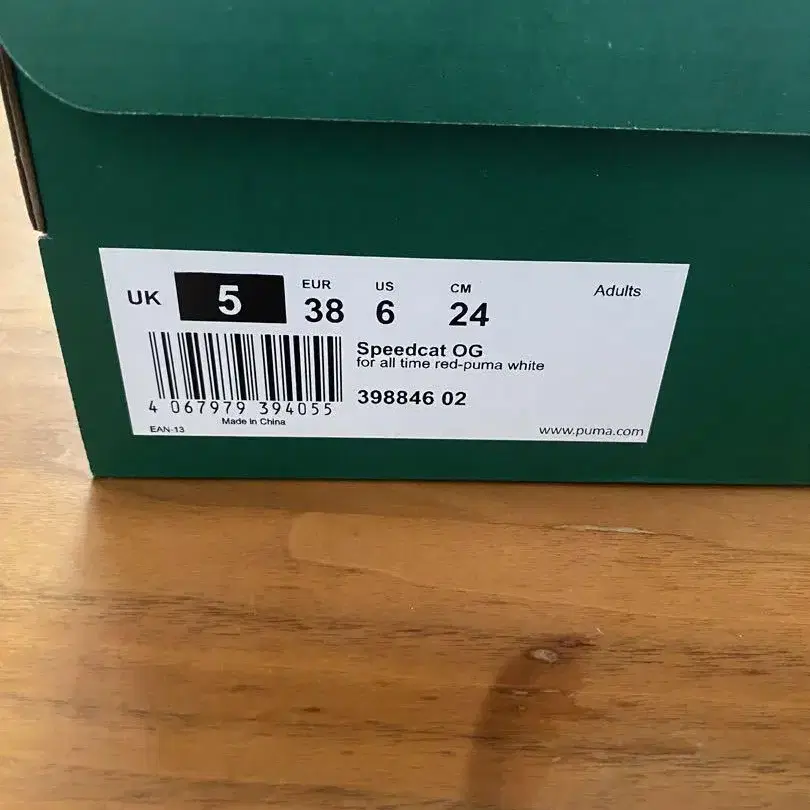 UK 5 EUR 38 US 6 CM 24 Adults
Speedcat OG
for all time red-puma white
398846 02
4 067979 394055
Made in China
EAN-13
www.puma.com